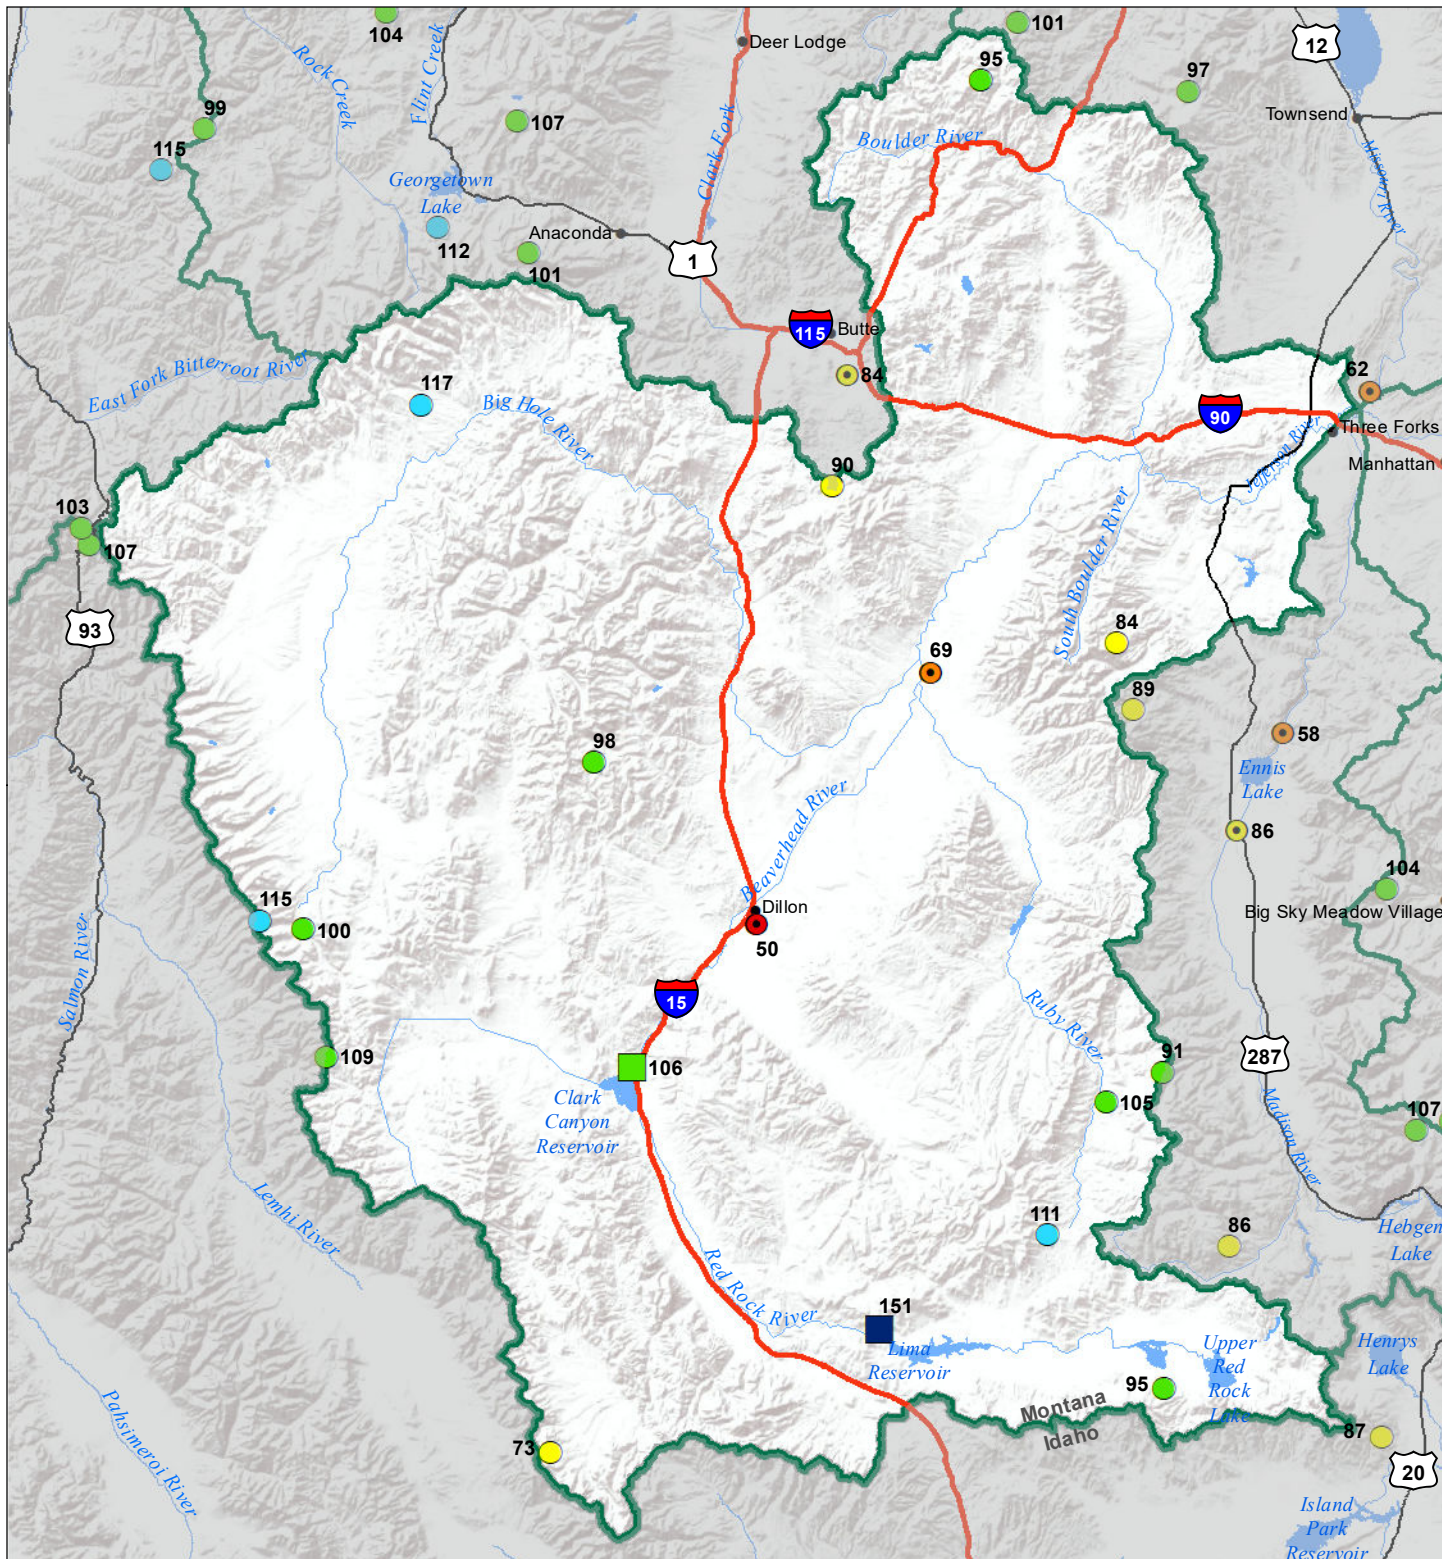 104
101
12
Deer Lodge
95
97
Rock Creek
Flint Creek
99
107
Townsend
Clark Fork
Boulder River
115
Missouri River
Georgetown
Lake
112
Anaconda
101
1
115
Butte
84
62
East Fork Bitterroot River
117
Big Hole River
90
Three Forks
Jefferson River
Manhattan
90
103
107
South Boulder River
93
84
69
89
58
98
Ennis
Lake
Beaverhead River
86
104
115
100
Dillon
Big Sky Meadow Village
50
Salmon River
15
Ruby River
109
106
91
287
105
Clark
Canyon
Reservoir
Madison River
107
Lemhi River
111
86
Hebgen
Lake
Red Rock River
151
Lima
Reservoir
Upper
Red
Rock
Lake
Henrys
Lake
95
Montana
Idaho
Pahsimeroi River
73
87
20
Island
Park
Reservoir